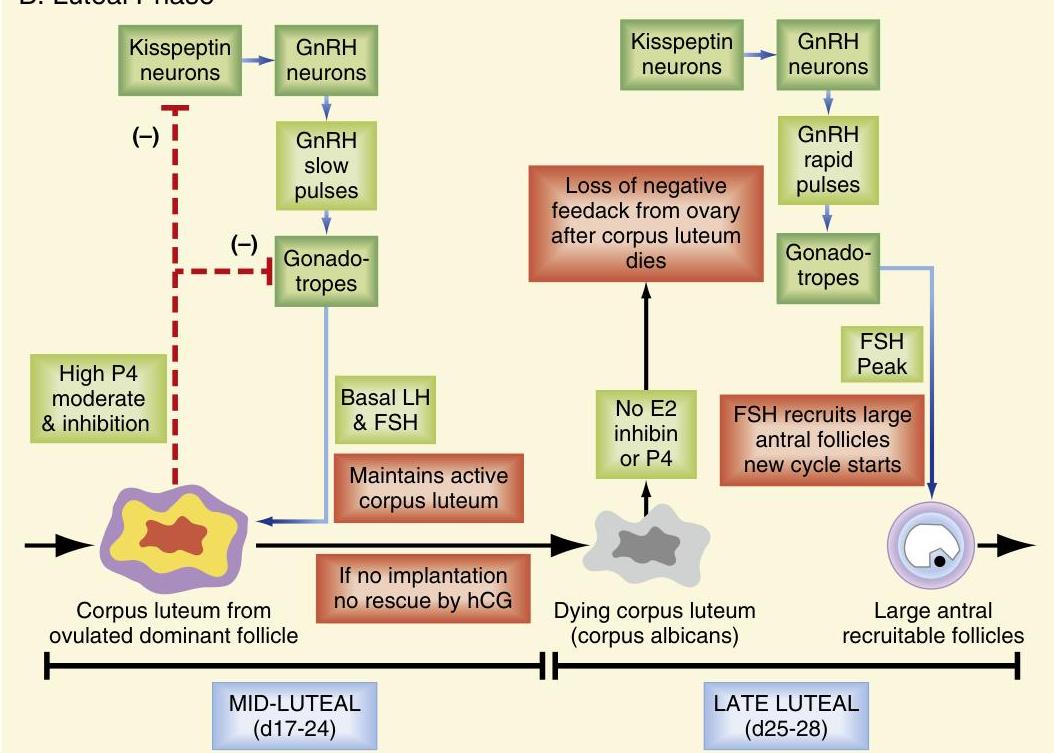 B. Luteal Phase
Kisspeptin
neurons
GnRH
neurons
(–)
GnRH
slow
pulses
(–)
Gonado-
tropes
High P4
moderate
& inhibition
Basal LH
& FSH
Maintains active
corpus luteum
If no implantation
no rescue by hCG
Corpus luteum from
ovulated dominant follicle
MID-LUTEAL
(d17-24)
Kisspeptin
neurons
GnRH
neurons
GnRH
rapid
pulses
Loss of negative
feedack from ovary
after corpus luteum
dies
Gonado-
tropes
FSH
Peak
No E2
inhibin
or P4
FSH recruits large
antral follicles
new cycle starts
Dying corpus luteum
(corpus albicans)
Large antral
recruitable follicles
LATE LUTEAL
(d25-28)